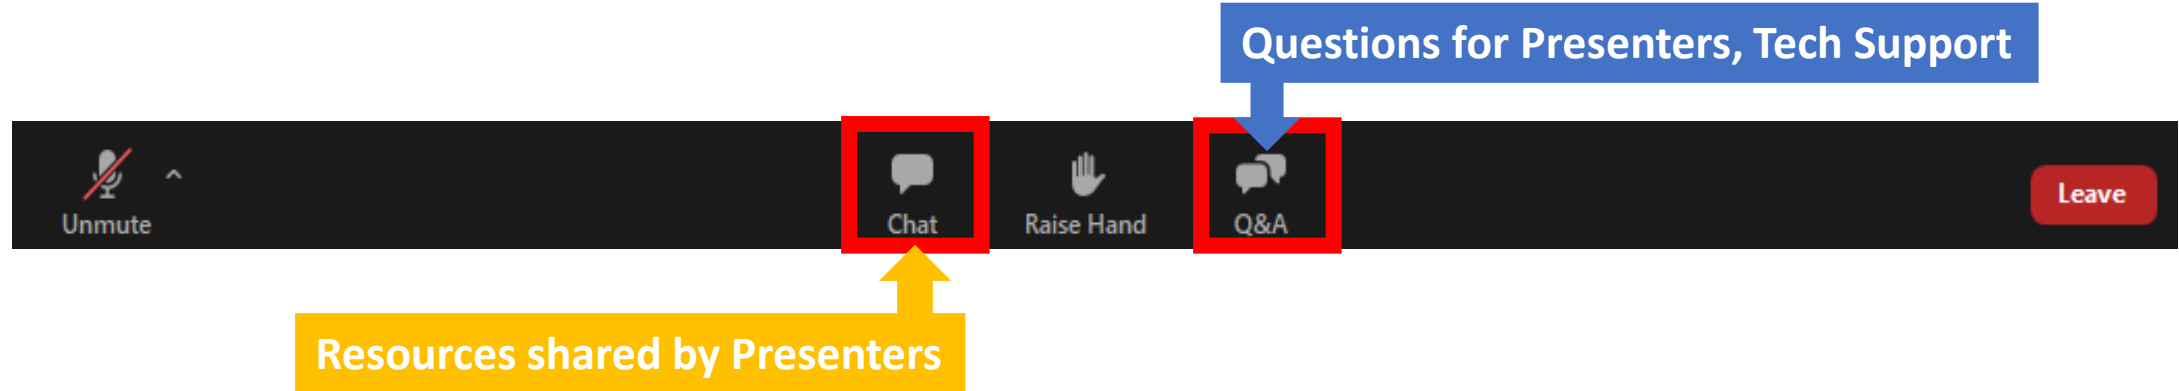 Questions for Presenters, Tech Support
Unmute
Chat
Raise Hand
Q&A
Leave
Resources shared by Presenters